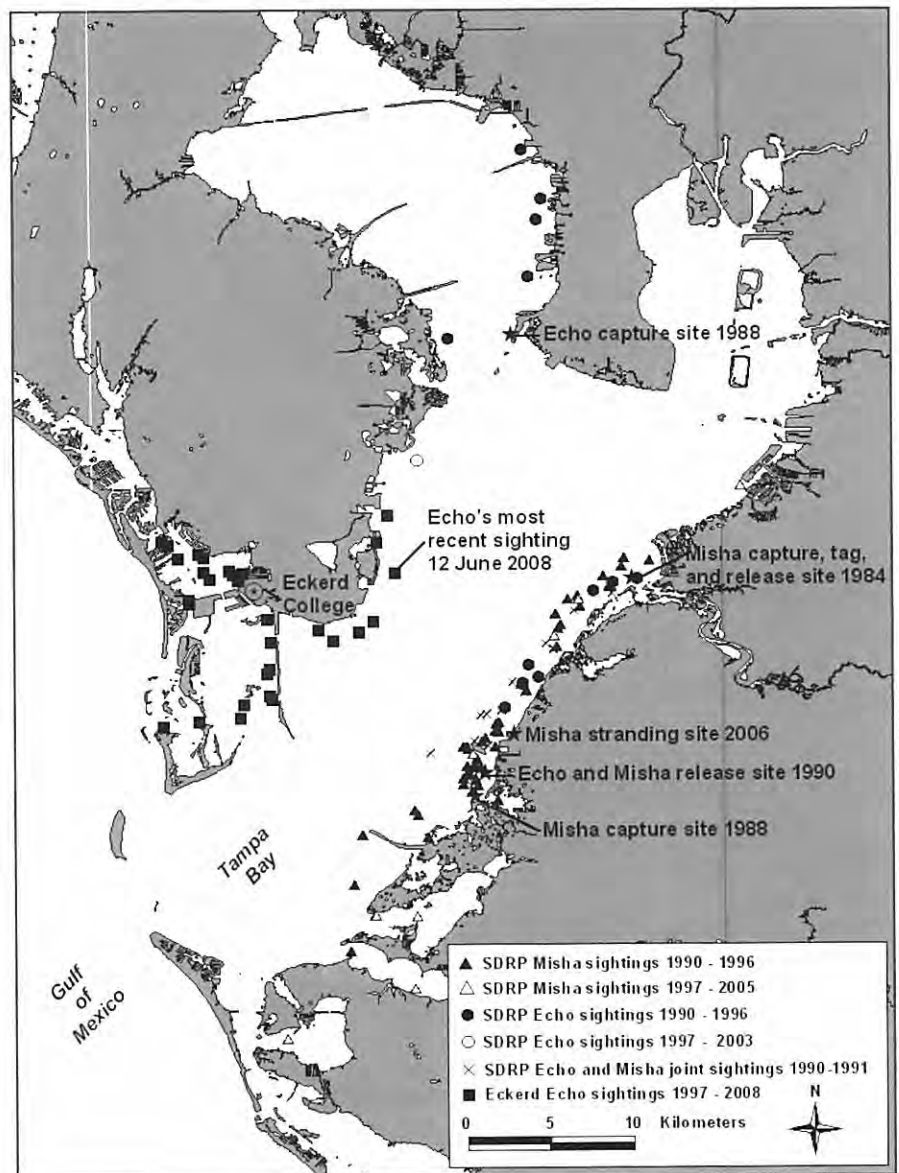 Echo capture site 1988
Echo's most
recent sighting
12 June 2008
Eckerd
College
Misha capture, tag,
and release site 1984
Misha stranding site 2006
Echo and Misha release site 1990
Misha capture site 1988
Tampa
Bay
Gulf
of
Mexico
SDRP Misha sightings 1990 - 1996
SDRP Misha sightings 1997 - 2005
SDRP Echo sightings 1990 - 1996
SDRP Echo sightings 1997 - 2003
SDRP Echo and Misha joint sightings 1990-1991
Eckerd Echo sightings 1997 - 2008
0 5 10 Kilometers
N